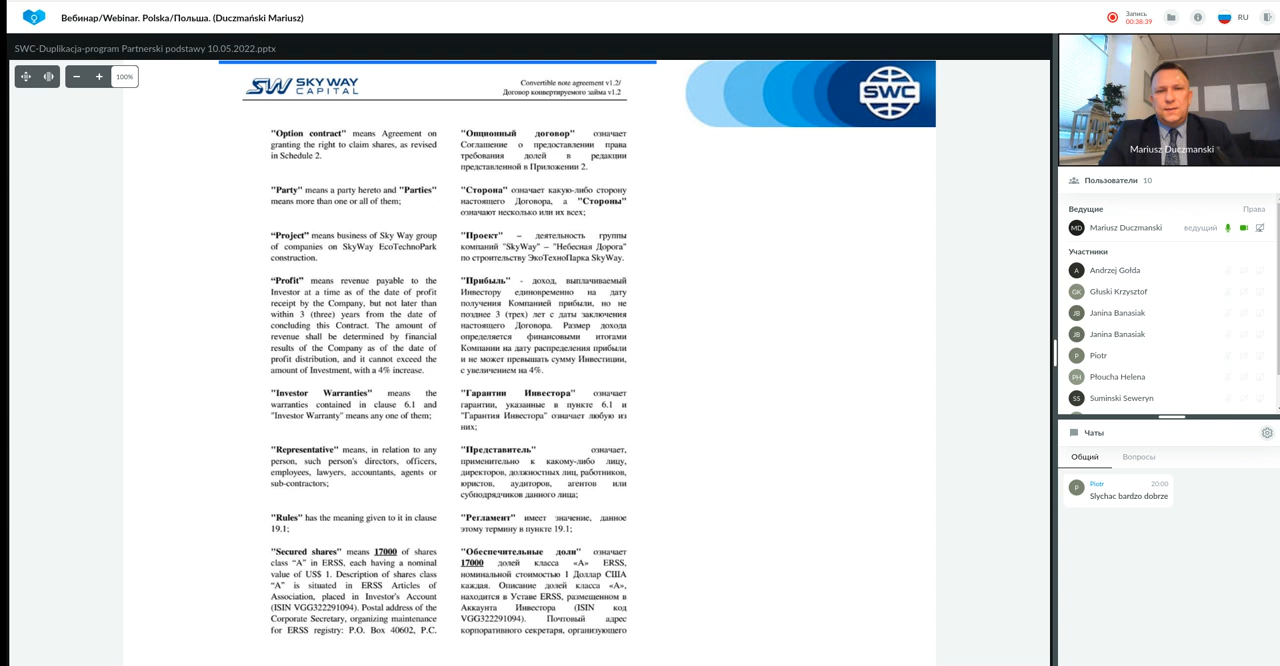 Вебинар/Webinar. Polska/Польша. (Duczmański Mariusz)
Запись
00:38:39
RU
SWC-Duplikacja-program Partnerski podstawy 10.05.2022.pptx
100%
SW SKY WAY
CAPITAL
Convertible note agreement v1.2/
Договор конвертируемого займа v1.2
SWC
"Option contract" means Agreement on
granting the right to claim shares, as revised
in Schedule 2.
"Опционный договор" означает
Соглашение о предоставлении права
требования долей в редакции
представленной в Приложении 2.
"Party" means a party hereto and "Parties"
means more than one or all of them;
"Сторона" означает какую-либо сторону
настоящего Договора, а "Стороны"
означают несколько или их всех;
“Project” means business of Sky Way group
of companies on SkyWay EcoTechnoPark
construction.
"Проект" – деятельность группы
компаний "SkyWay" – "Небесная Дорога"
по строительству ЭкоТехноПарка SkyWay.
“Profit” means revenue payable to the
Investor at a time as of the date of profit
receipt by the Company, but not later than
within 3 (three) years from the date of
concluding this Contract. The amount of
revenue shall be determined by financial
results of the Company as of the date of
profit distribution, and it cannot exceed the
amount of Investment, with a 4% increase.
"Прибыль" - доход, выплачиваемый
Инвестору единовременно на дату
получения Компанией прибыли, но не
позднее 3 (трех) лет с даты заключения
настоящего Договора. Размер дохода
определяется финансовыми итогами
Компании на дату распределения прибыли
и не может превышать сумму Инвестиции,
с увеличением на 4%.
"Investor Warranties" means the
warranties contained in clause 6.1 and
"Investor Warranty" means any one of them;
"Гарантии Инвестора" означает
гарантии, указанные в пункте 6.1 и
"Гарантия Инвестора" означает любую из
них;
"Representative" means, in relation to any
person, such person's directors, officers,
employees, lawyers, accountants, agents or
sub-contractors;
"Представитель" означает,
применительно к какому-либо лицу,
директоров, должностных лиц, работников,
юристов, аудиторов, агентов или
субподрядчиков данного лица;
"Rules" has the meaning given to it in clause
19.1;
"Регламент" имеет значение, данное
этому термину в пункте 19.1;
"Secured shares" means 17000 of shares
class “A” in ERSS, each having a nominal
value of US$ 1. Description of shares class
“A” is situated in ERSS Articles of
Association, placed in Investor's Account
(ISIN VGG322291094). Postal address of the
Corporate Secretary, organizing maintenance
for ERSS registry: P.O. Box 40602, P.C.
"Обеспечительные доли" означает
17000 долей класса «А» ERSS,
номинальной стоимостью 1 Доллар США
каждая. Описание долей класса «А»,
находится в Уставе ERSS, размещенном в
Аккаунта Инвестора (ISIN код
VGG322291094). Почтовый адрес
корпоративного секретаря, организующего
Mariusz Duczmanski
Пользователи 10
Ведущие Права
MD Mariusz Duczmanski ведущий
Участники
A Andrzej Gołda
GK Głuski Krzysztof
JB Janina Banasiak
JB Janina Banasiak
P Piotr
PH Płoucha Helena
SS Suminski Seweryn
Чаты
Общий Вопросы
P Piotr 20:00
Slychac bardzo dobrze